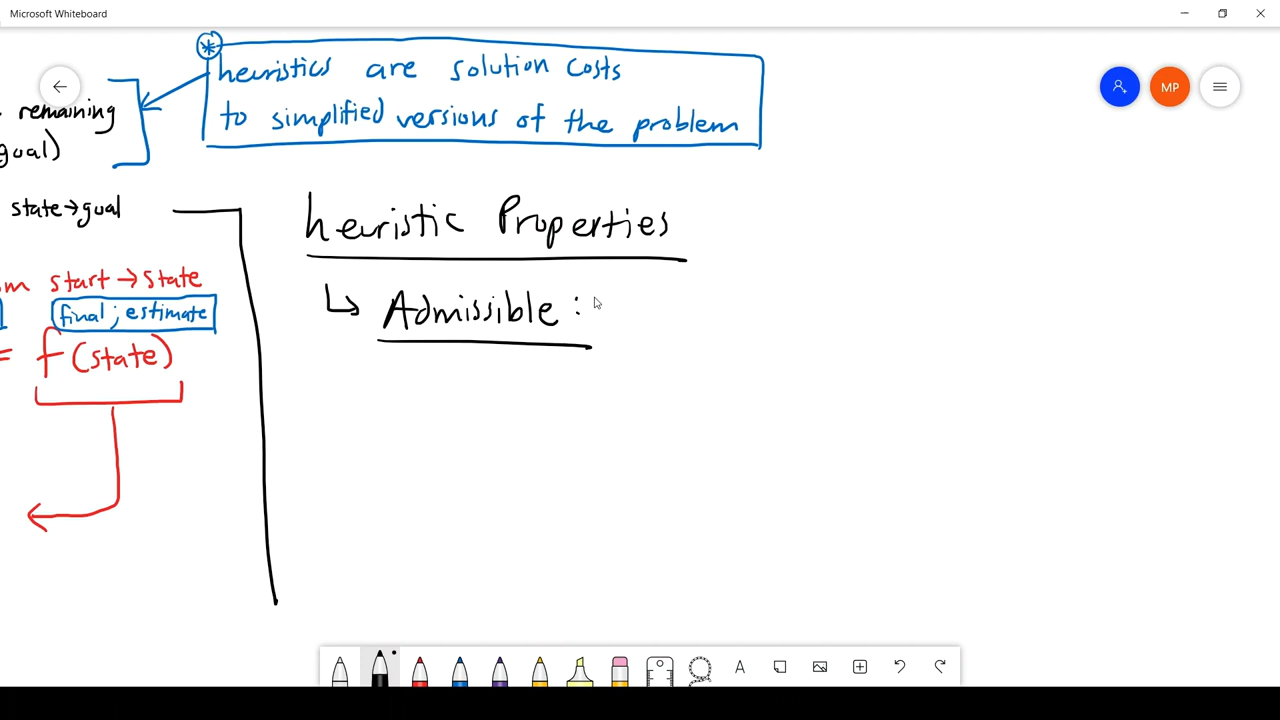 Microsoft Whiteboard
heuristics are solution costs
to simplified versions of the problem
remaining
goal)
state→goal
start→state
final; estimate
= f(state)
heuristic Properties
↳ Admissible :
MP
A